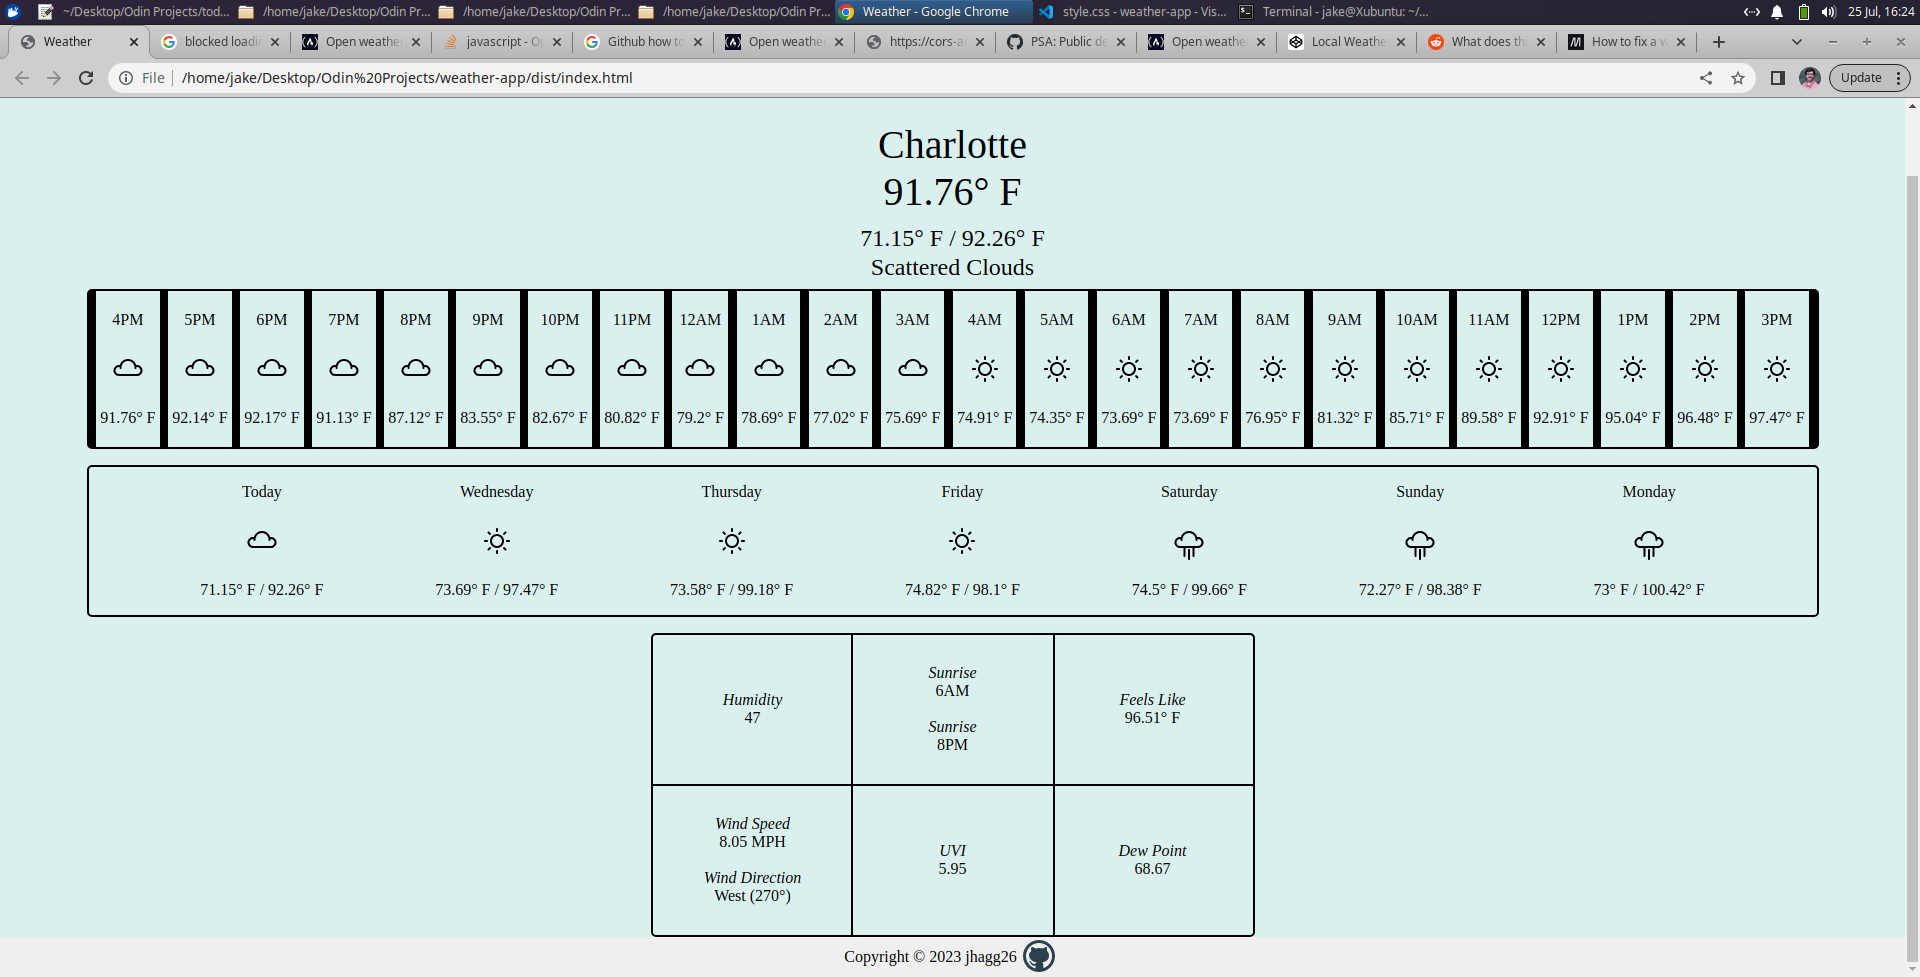 ~/Desktop/Odin Projects/tod... /home/jake/Desktop/Odin Pr... /home/jake/Desktop/Odin Pr... /home/jake/Desktop/Odin Pr... Weather - Google Chrome style.css - weather-app - Vis... Terminal - jake@Xubuntu: ~/... 25 Jul, 16:24
Weather blocked loadi Open weathe javascript - O Github how to Open weathe https://cors-a PSA: Public de Open weathe Local Weathe What does th How to fix a w
File /home/jake/Desktop/Odin%20Projects/weather-app/dist/index.html Update
Charlotte
91.76° F
71.15° F / 92.26° F
Scattered Clouds
4PM 5PM 6PM 7PM 8PM 9PM 10PM 11PM 12AM 1AM 2AM 3AM 4AM 5AM 6AM 7AM 8AM 9AM 10AM 11AM 12PM 1PM 2PM 3PM
91.76° F 92.14° F 92.17° F 91.13° F 87.12° F 83.55° F 82.67° F 80.82° F 79.2° F 78.69° F 77.02° F 75.69° F 74.91° F 74.35° F 73.69° F 73.69° F 76.95° F 81.32° F 85.71° F 89.58° F 92.91° F 95.04° F 96.48° F 97.47° F
Today Wednesday Thursday Friday Saturday Sunday Monday
71.15° F / 92.26° F 73.69° F / 97.47° F 73.58° F / 99.18° F 74.82° F / 98.1° F 74.5° F / 99.66° F 72.27° F / 98.38° F 73° F / 100.42° F
Humidity
47
Sunrise
6AM
Sunrise
8PM
Feels Like
96.51° F
Wind Speed
8.05 MPH
Wind Direction
West (270°)
UVI
5.95
Dew Point
68.67
Copyright © 2023 jhagg26